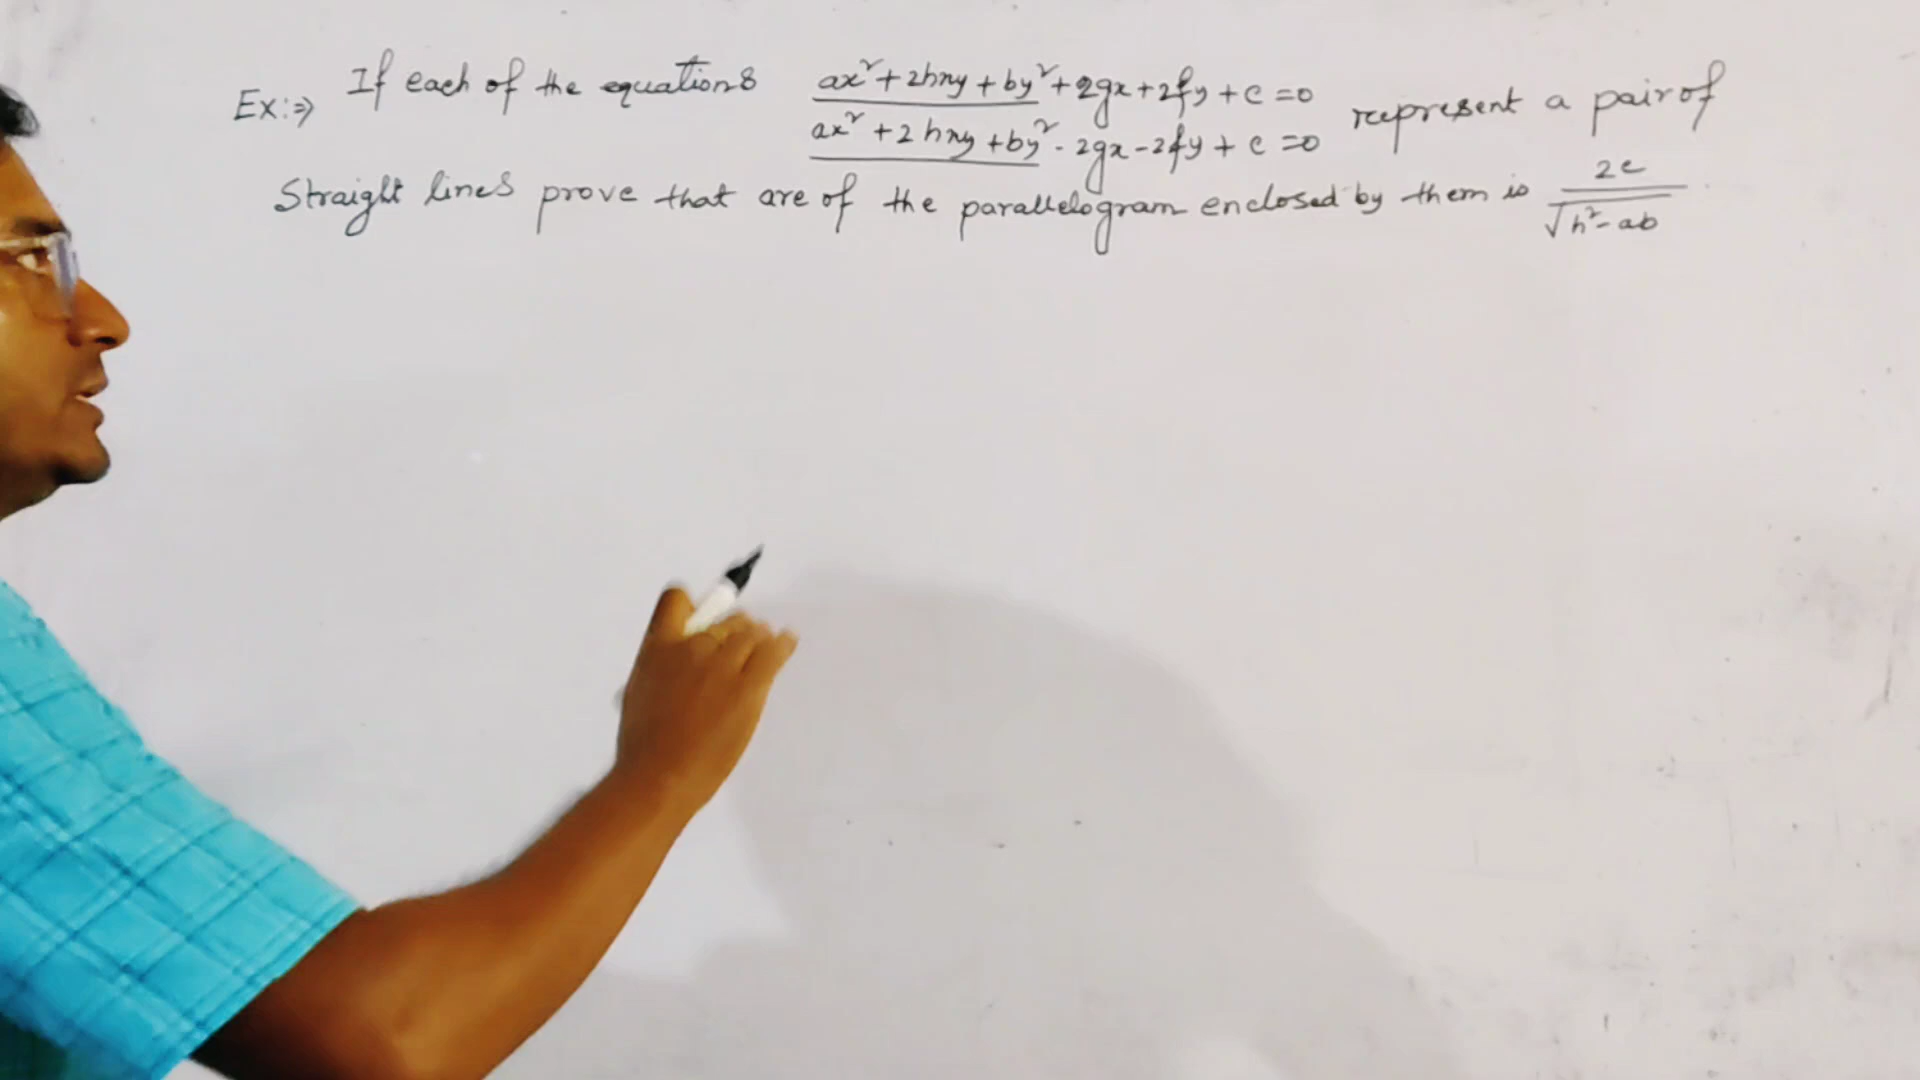 Ex:⇒ If each of the equations ax²+2hxy+by²+2gx+2fy+c=0
ax²+2hxy+by²-2gx-2fy+c=0 represent a pair of
Straight lines prove that are of the parallelogram enclosed by them is 2c/√h²-ab